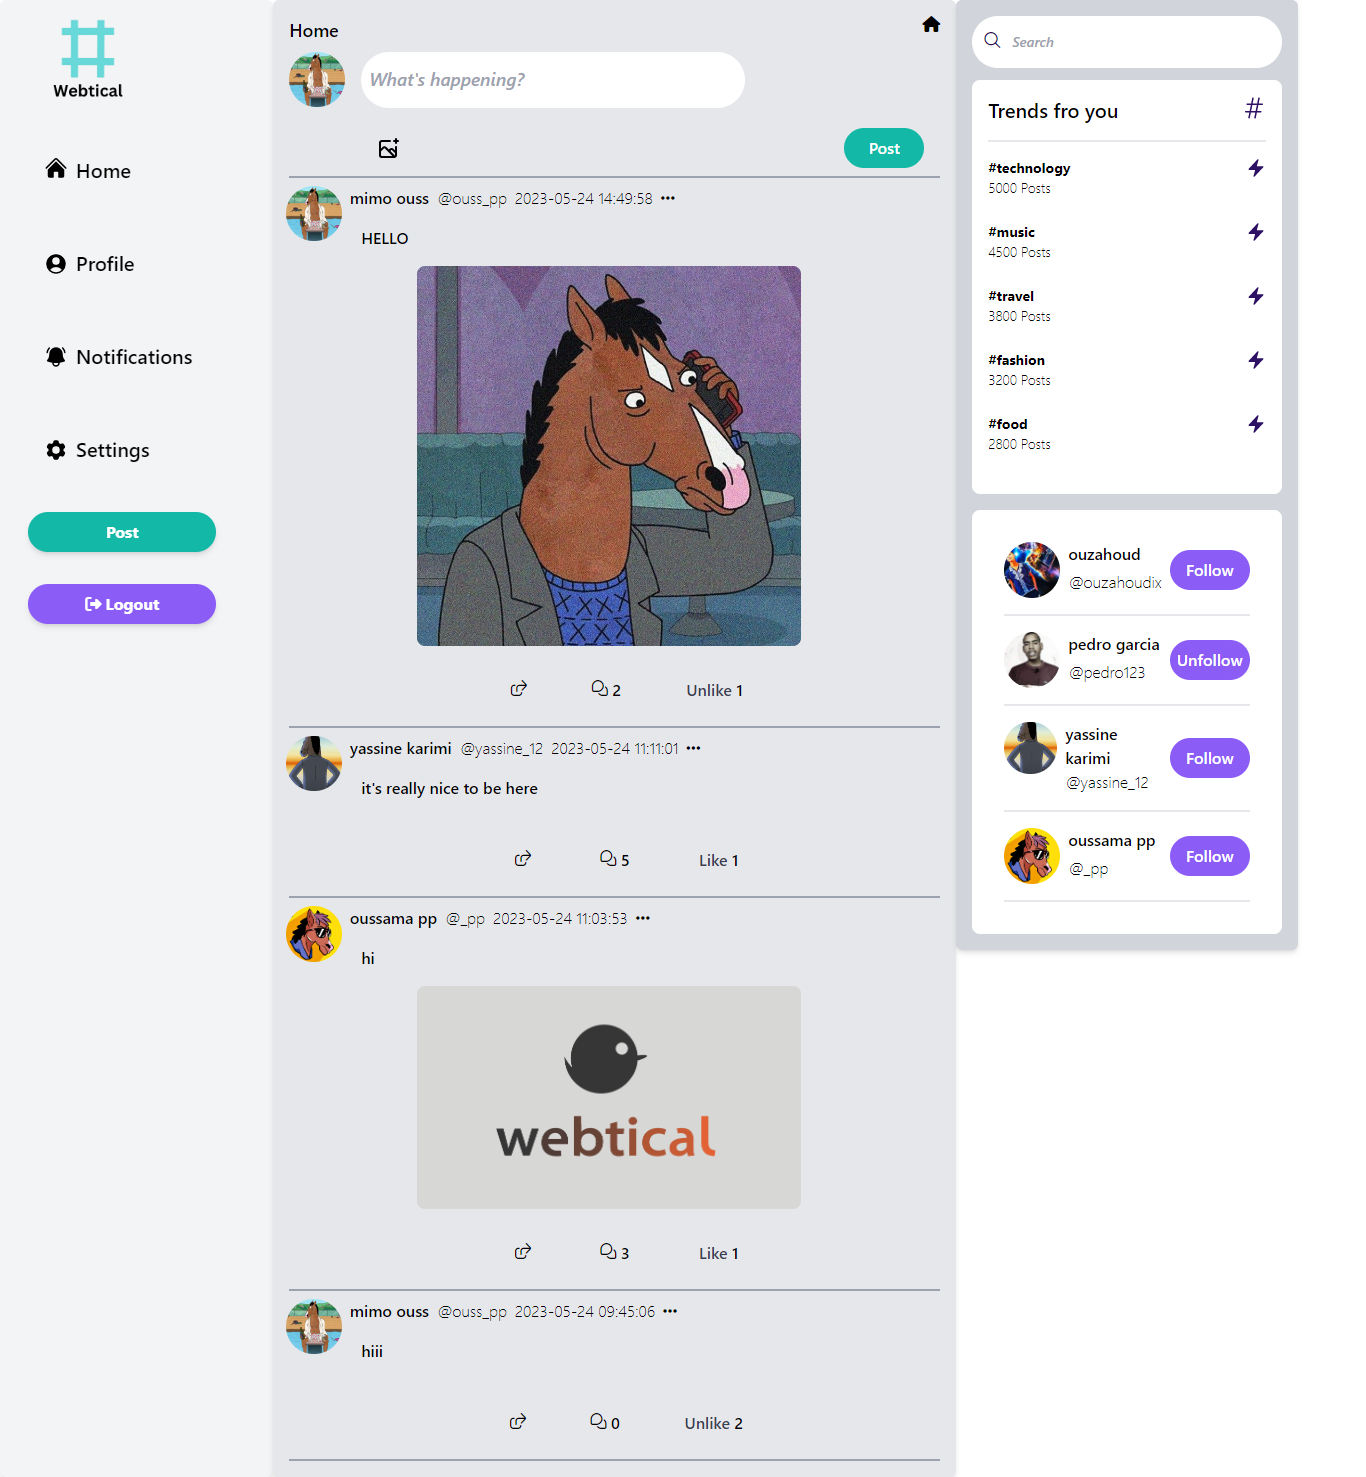 Webtical
Home
Profile
Notifications
Settings
Post
Logout
Home
What's happening?
Post
mimo ouss @ouss_pp 2023-05-24 14:49:58
HELLO
2 Unlike 1
yassine karimi @yassine_12 2023-05-24 11:11:01
it's really nice to be here
5 Like 1
oussama pp @_pp 2023-05-24 11:03:53
hi
webtical
3 Like 1
mimo ouss @ouss_pp 2023-05-24 09:45:06
hiii
0 Unlike 2
Search
Trends fro you
#technology
5000 Posts
#music
4500 Posts
#travel
3800 Posts
#fashion
3200 Posts
#food
2800 Posts
ouzahoud
@ouzahoudix
Follow
pedro garcia
@pedro123
Unfollow
yassine
karimi
@yassine_12
Follow
oussama pp
@_pp
Follow